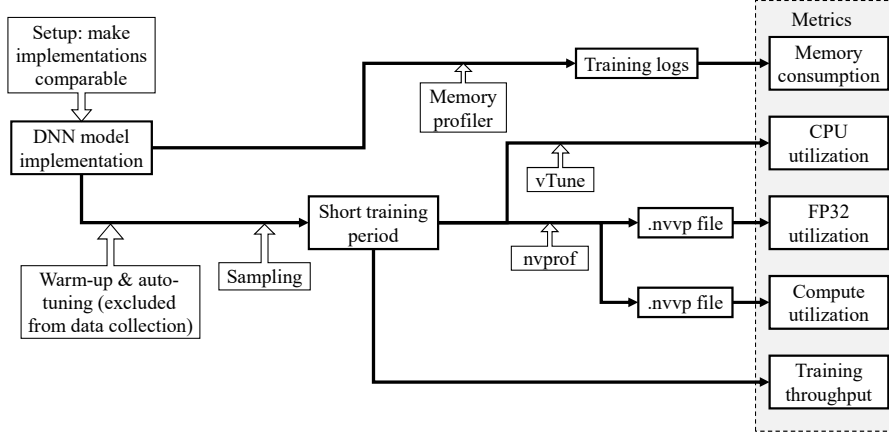 Setup: make
implementations
comparable
Metrics
Training logs
Memory
consumption
Memory
profiler
DNN model
implementation
CPU
utilization
vTune
Short training
period
.nvvp file
FP32
utilization
nvprof
Sampling
Warm-up & auto-
tuning (excluded
from data collection)
.nvvp file
Compute
utilization
Training
throughput